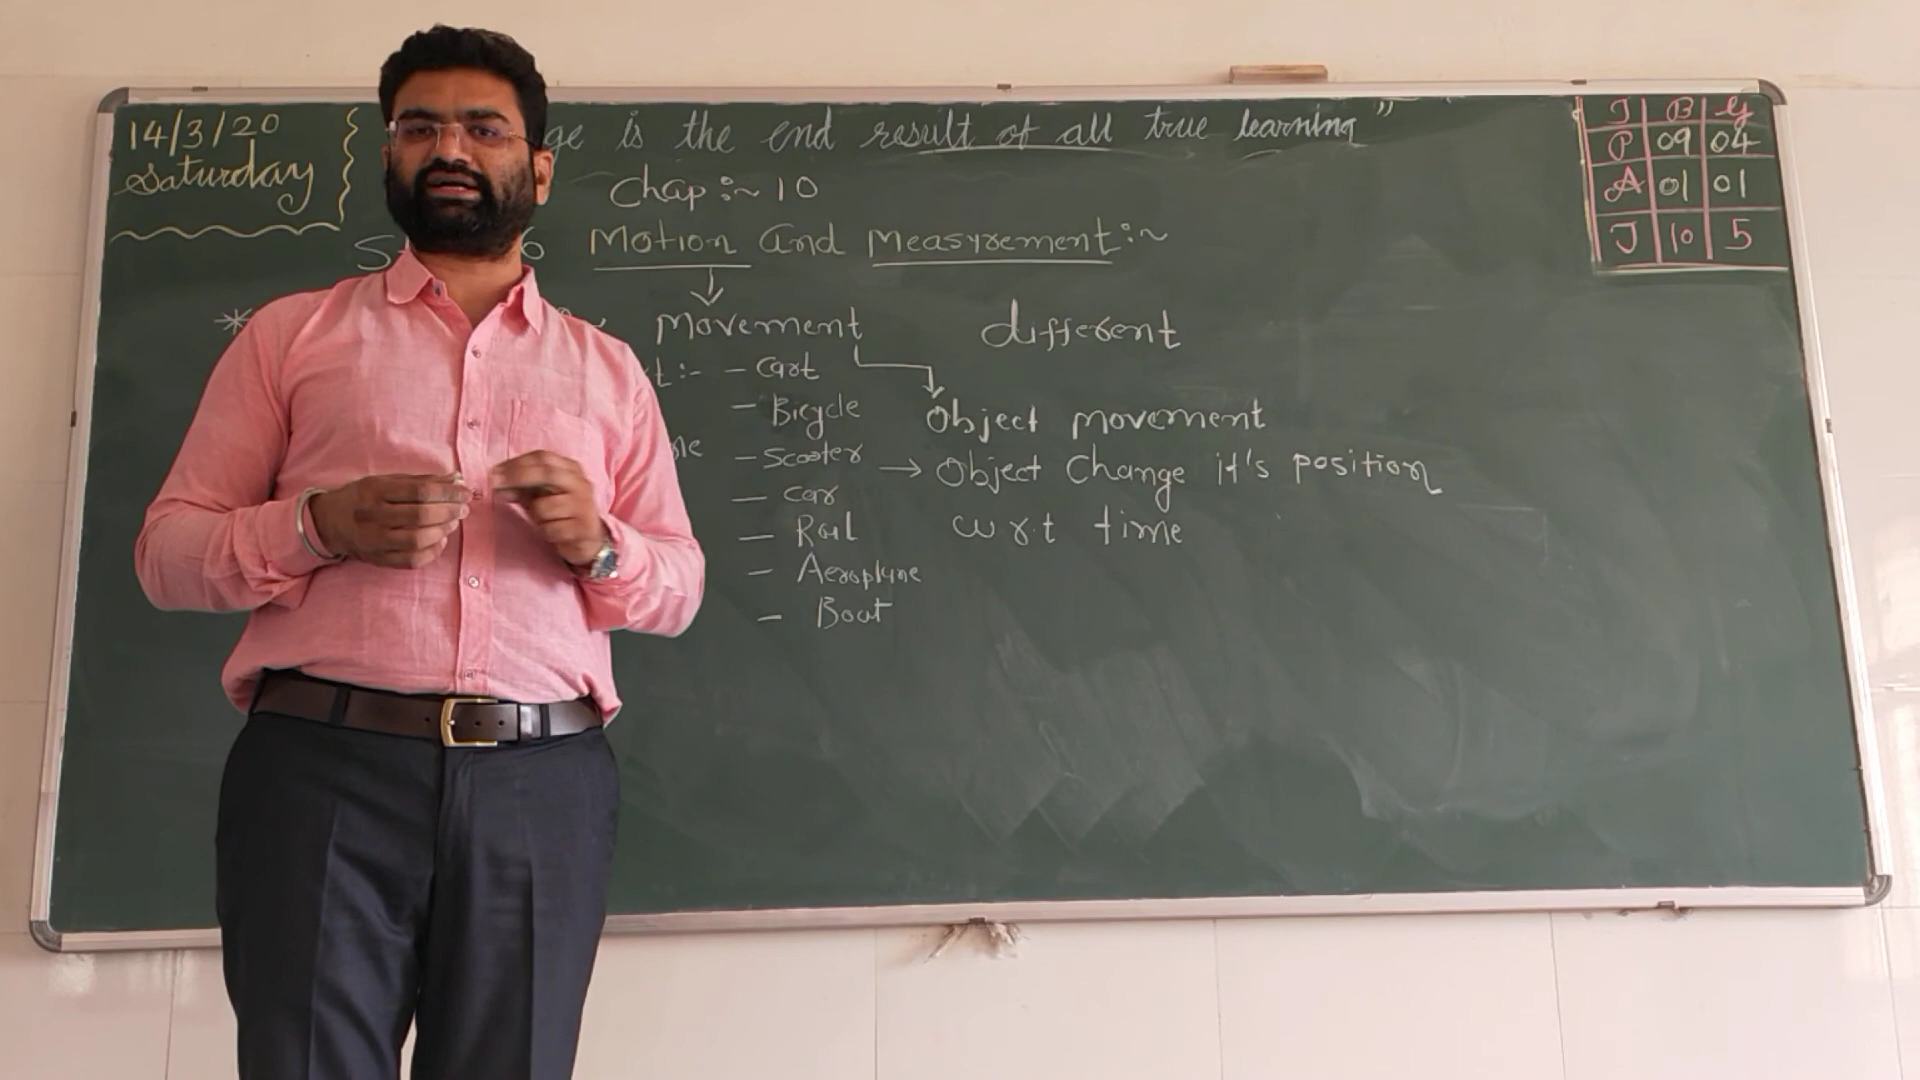 14/3/20
Saturday
ge is the end result of all true learning"
Chap :~ 10
6 Motion and Measurement :~
Movement
different
t :- - Cart
- Bicycle
- Scooter
- Car
- Rail
- Aeroplane
- Boat
Object movement
→ Object Change it's position
w r.t time
T B G
P 09 04
A 01 01
T 10 5